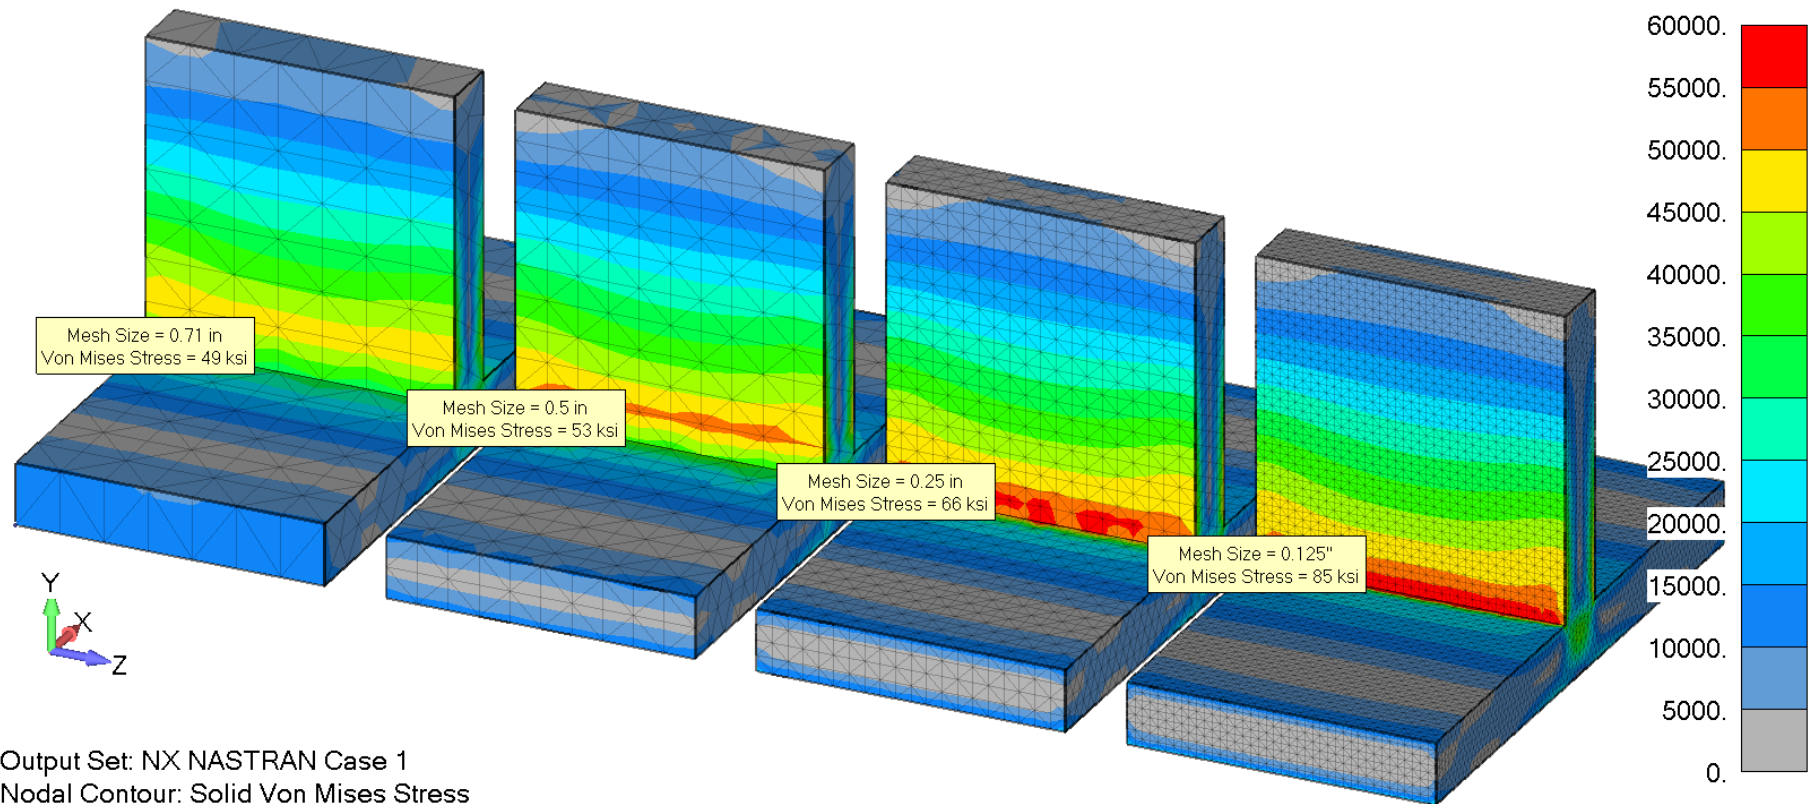 60000.
55000.
50000.
45000.
40000.
35000.
30000.
25000.
20000.
15000.
10000.
5000.
0.
Mesh Size = 0.71 in
Von Mises Stress = 49 ksi
Mesh Size = 0.5 in
Von Mises Stress = 53 ksi
Mesh Size = 0.25 in
Von Mises Stress = 66 ksi
Mesh Size = 0.125"
Von Mises Stress = 85 ksi
Y
X
Z
Output Set: NX NASTRAN Case 1
Nodal Contour: Solid Von Mises Stress